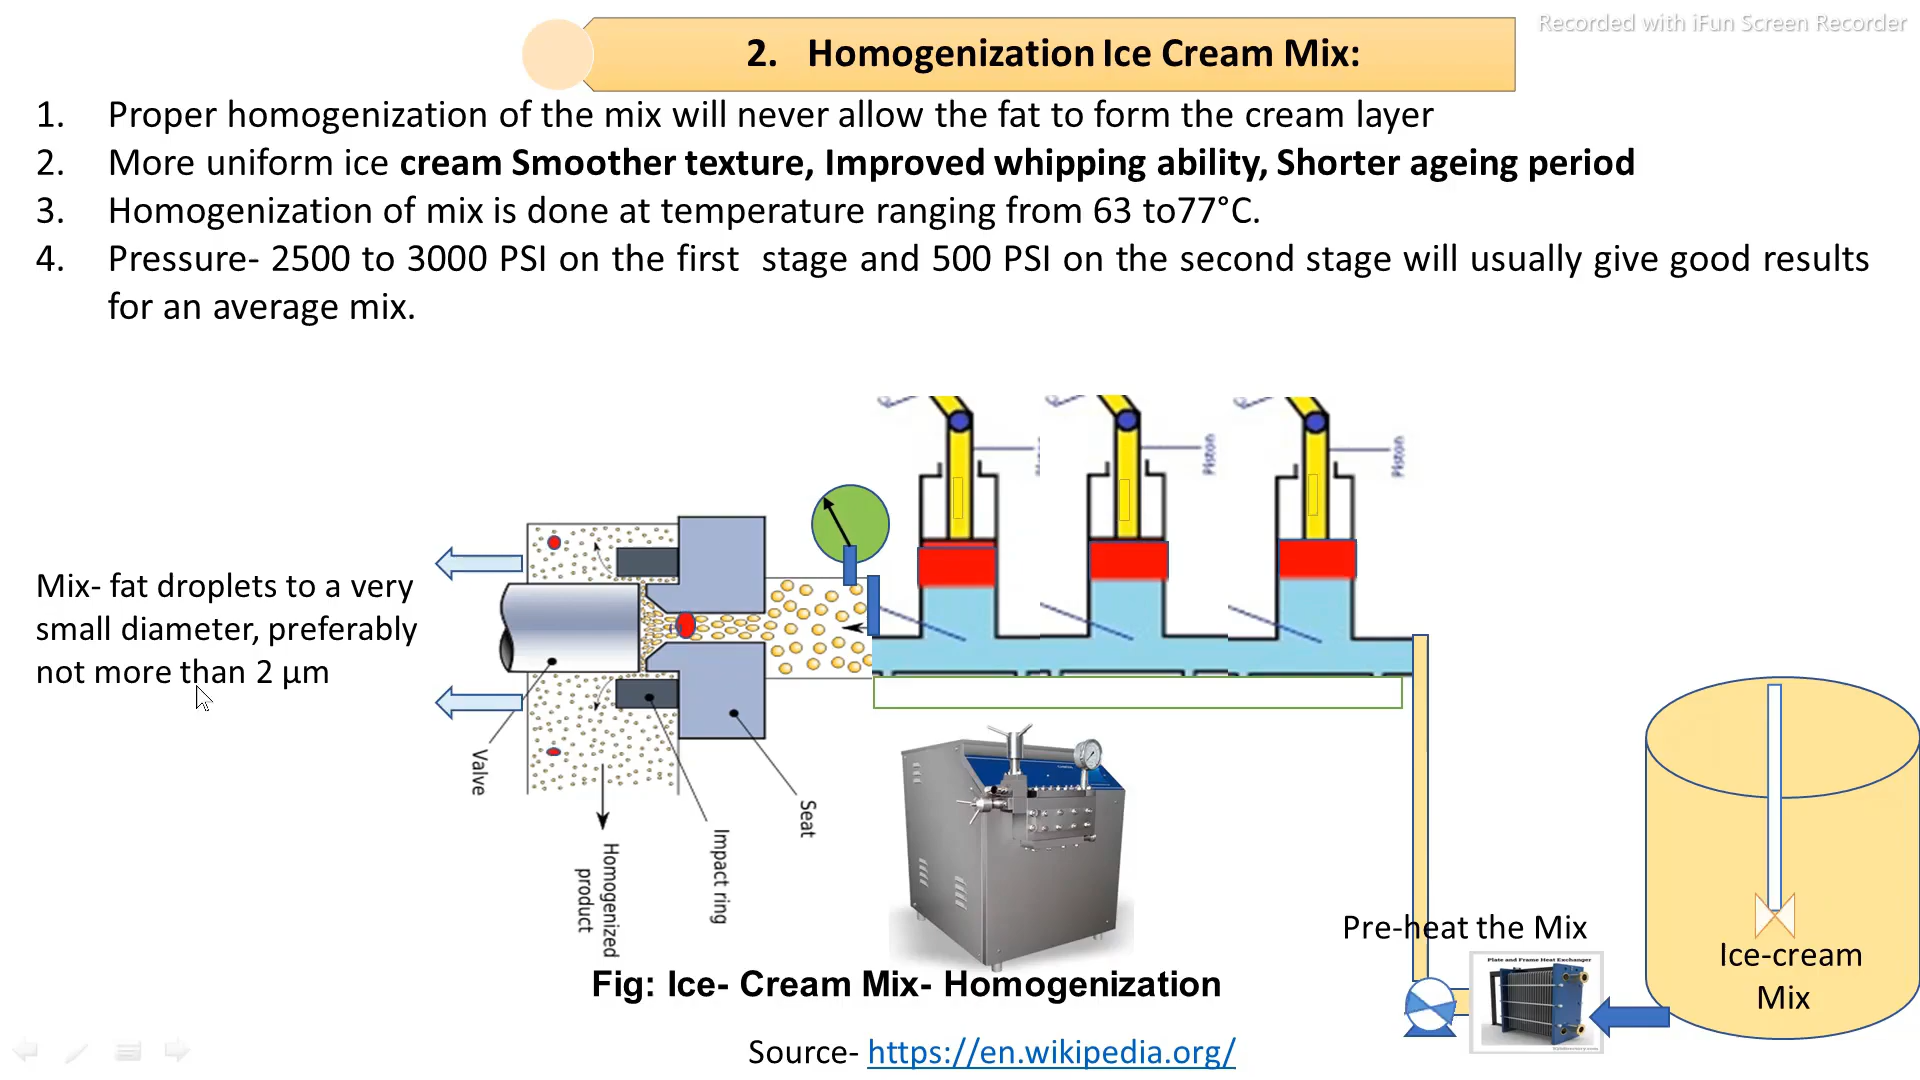 Recorded with iFun Screen Recorder
2. Homogenization Ice Cream Mix:
1. Proper homogenization of the mix will never allow the fat to form the cream layer
2. More uniform ice cream Smoother texture, Improved whipping ability, Shorter ageing period
3. Homogenization of mix is done at temperature ranging from 63 to77°C.
4. Pressure- 2500 to 3000 PSI on the first stage and 500 PSI on the second stage will usually give good results
for an average mix.
Piston
Piston
Mix- fat droplets to a very
small diameter, preferably
not more than 2 µm
Valve
Seat
Impact ring
Homogenized
product
Pre-heat the Mix
Plate and Frame Heat Exchanger
Ice-cream
Mix
Fig: Ice- Cream Mix- Homogenization
Source- https://en.wikipedia.org/